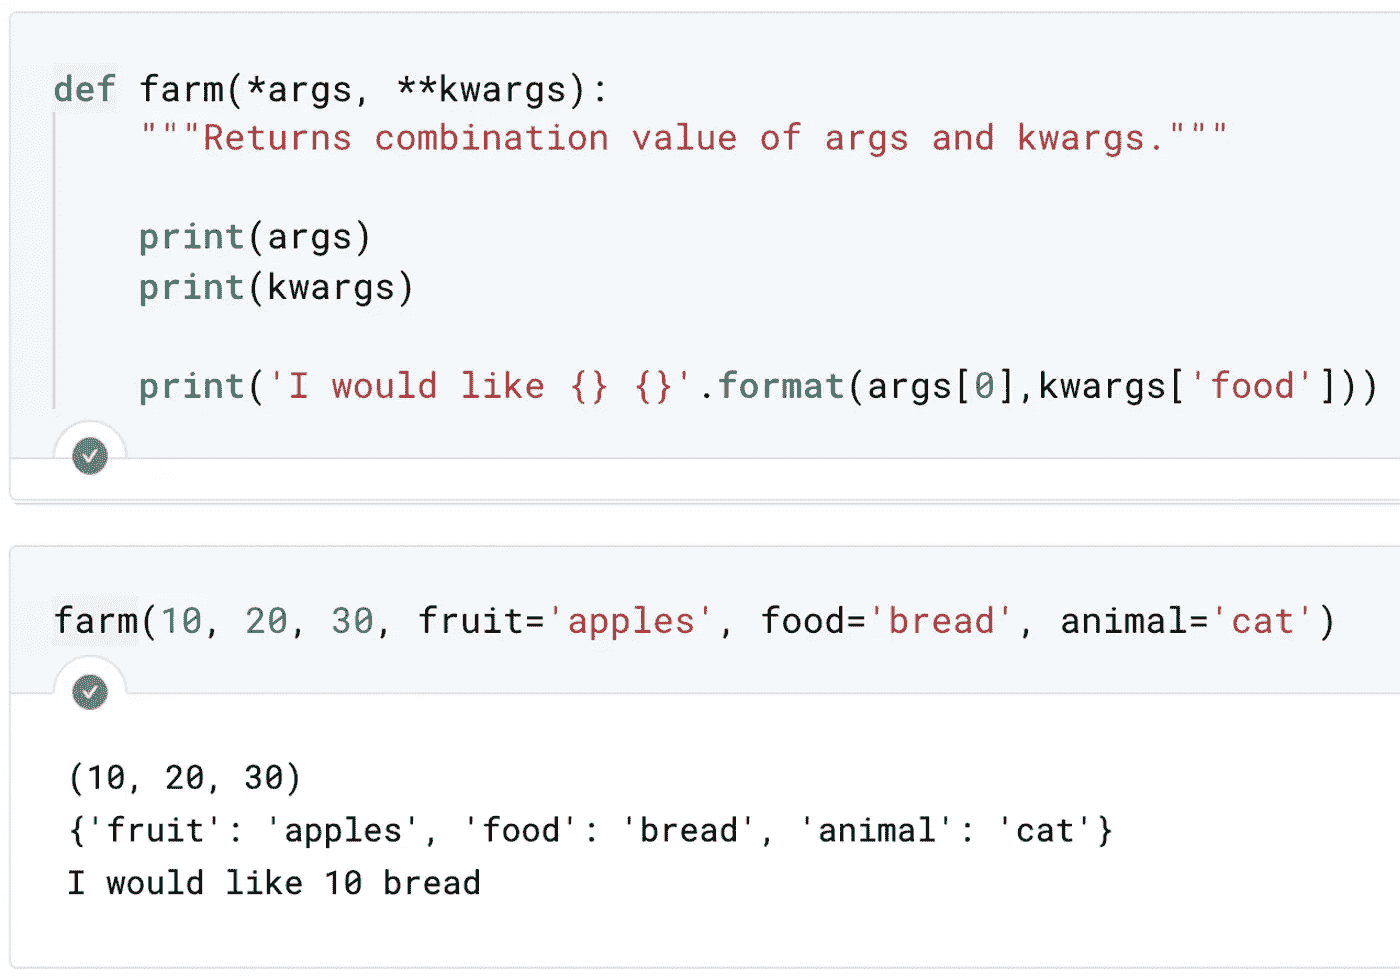 def farm(*args, **kwargs):
    """Returns combination value of args and kwargs."""
    print(args)
    print(kwargs)
    print('I would like {} {}'.format(args[0],kwargs['food']))
farm(10, 20, 30, fruit='apples', food='bread', animal='cat')
(10, 20, 30)
{'fruit': 'apples', 'food': 'bread', 'animal': 'cat'}
I would like 10 bread